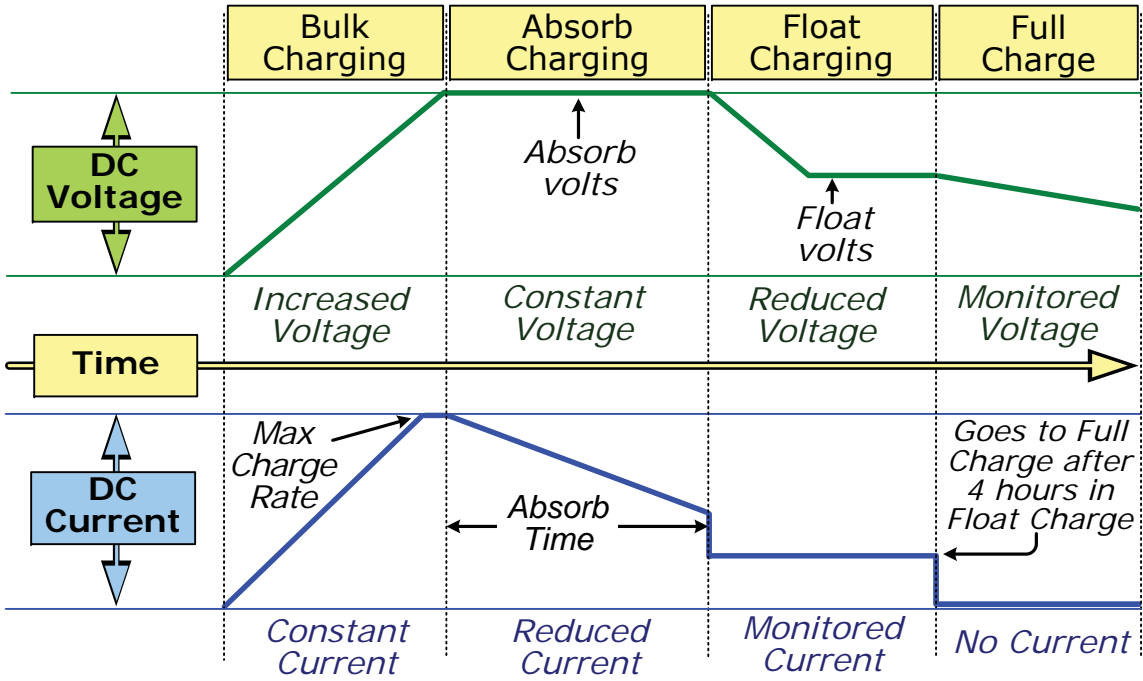 Bulk
Charging
Absorb
Charging
Float
Charging
Full
Charge
DC
Voltage
Absorb
volts
Float
volts
Increased
Voltage
Constant
Voltage
Reduced
Voltage
Monitored
Voltage
Time
DC
Current
Max
Charge
Rate
Absorb
Time
Goes to Full
Charge after
4 hours in
Float Charge
Constant
Current
Reduced
Current
Monitored
Current
No Current